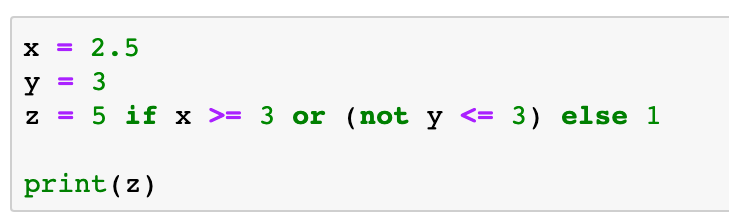 x = 2.5
y = 3
z = 5 if x >= 3 or (not y <= 3) else 1
print(z)